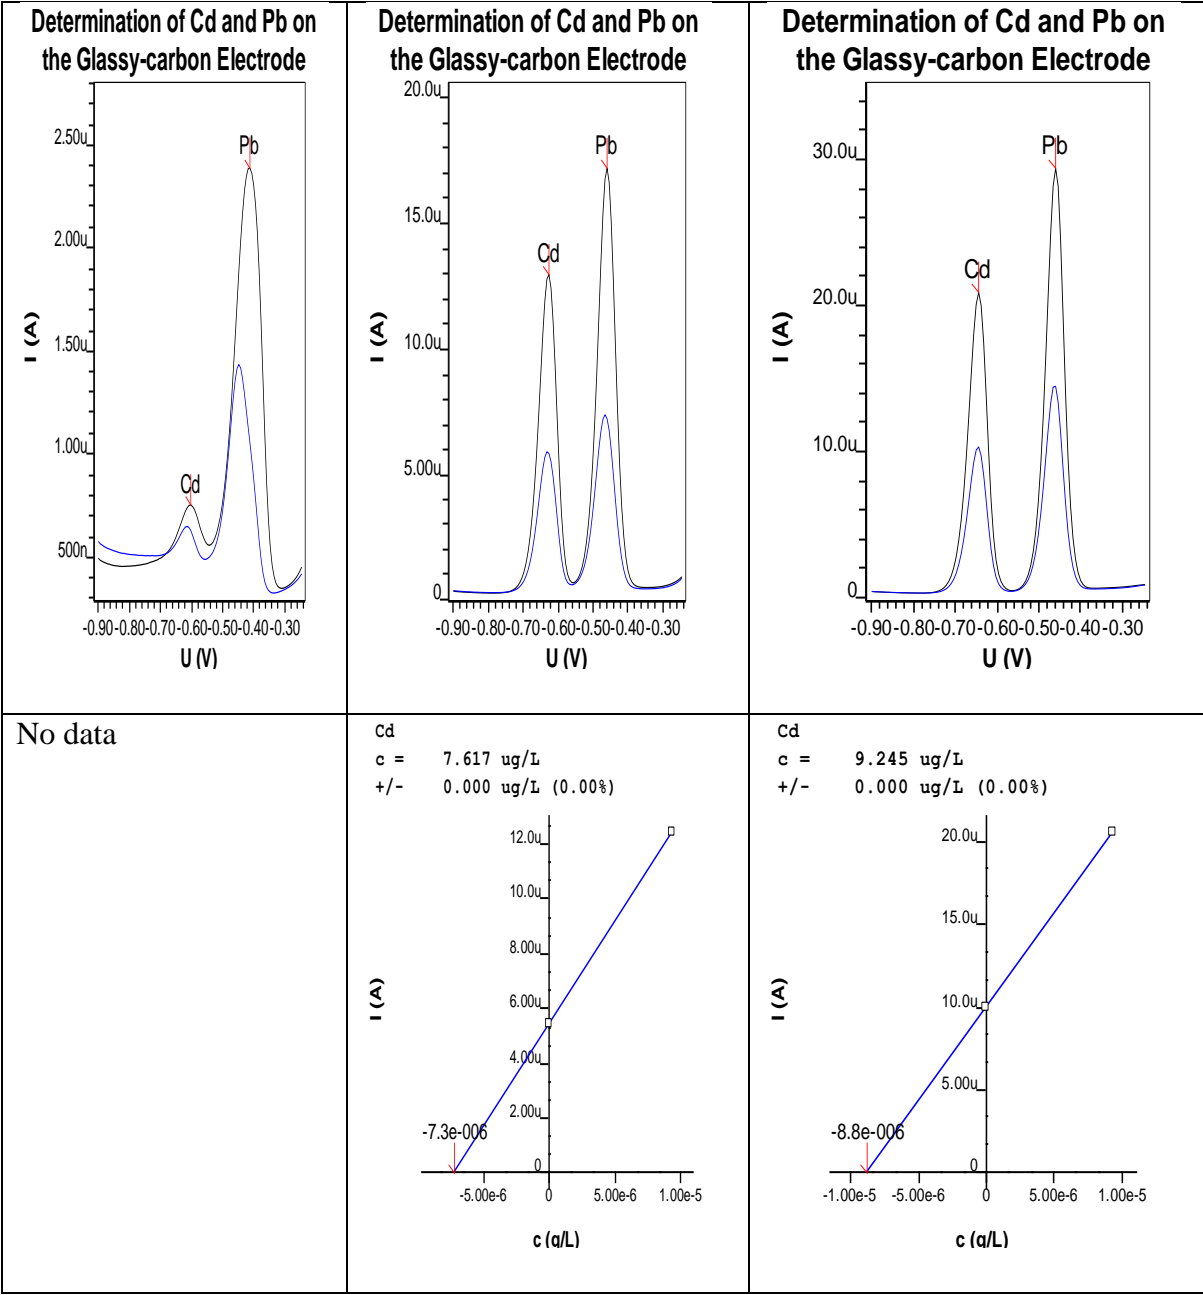 Determination of Cd and Pb on
the Glassy-carbon Electrode
2.50u
2.00u
1.50u
1.00u
500n
I (A)
Pb
Cd
-0.90 -0.80 -0.70 -0.60 -0.50 -0.40 -0.30
U (V)
Determination of Cd and Pb on
the Glassy-carbon Electrode
20.0u
15.0u
10.0u
5.00u
0
I (A)
Pb
Cd
-0.90 -0.80 -0.70 -0.60 -0.50 -0.40 -0.30
U (V)
Determination of Cd and Pb on
the Glassy-carbon Electrode
30.0u
20.0u
10.0u
0
I (A)
Pb
Cd
-0.90 -0.80 -0.70 -0.60 -0.50 -0.40 -0.30
U (V)
No data
Cd
c = 7.617 ug/L
+/- 0.000 ug/L (0.00%)
12.0u
10.0u
8.00u
6.00u
4.00u
2.00u
0
I (A)
-7.3e-006
-5.00e-6 0 5.00e-6 1.00e-5
c (g/L)
Cd
c = 9.245 ug/L
+/- 0.000 ug/L (0.00%)
20.0u
15.0u
10.0u
5.00u
0
I (A)
-8.8e-006
-1.00e-5 -5.00e-6 0 5.00e-6 1.00e-5
c (g/L)